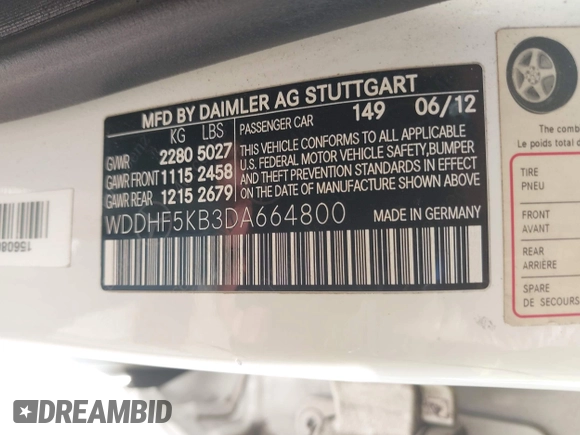 MFD BY DAIMLER AG STUTTGART
KG LBS
PASSENGER CAR 149 06/12
GVWR 2280 5027
GAWR FRONT 1115 2458
GAWR REAR 1215 2679
THIS VEHICLE CONFORMS TO ALL APPLICABLE
U.S. FEDERAL MOTOR VEHICLE SAFETY, BUMPER
AND THEFT PREVENTION STANDARDS IN EFFECT
ON THE DATE OF MANUFACTURE SHOWN ABOVE
WDDHF5KB3DA664800
The comb
Le poids total d
TIRE
PNEU
FRONT
AVANT
REAR
ARRIÈRE
SPARE
DE SECOURS
DREAMBID